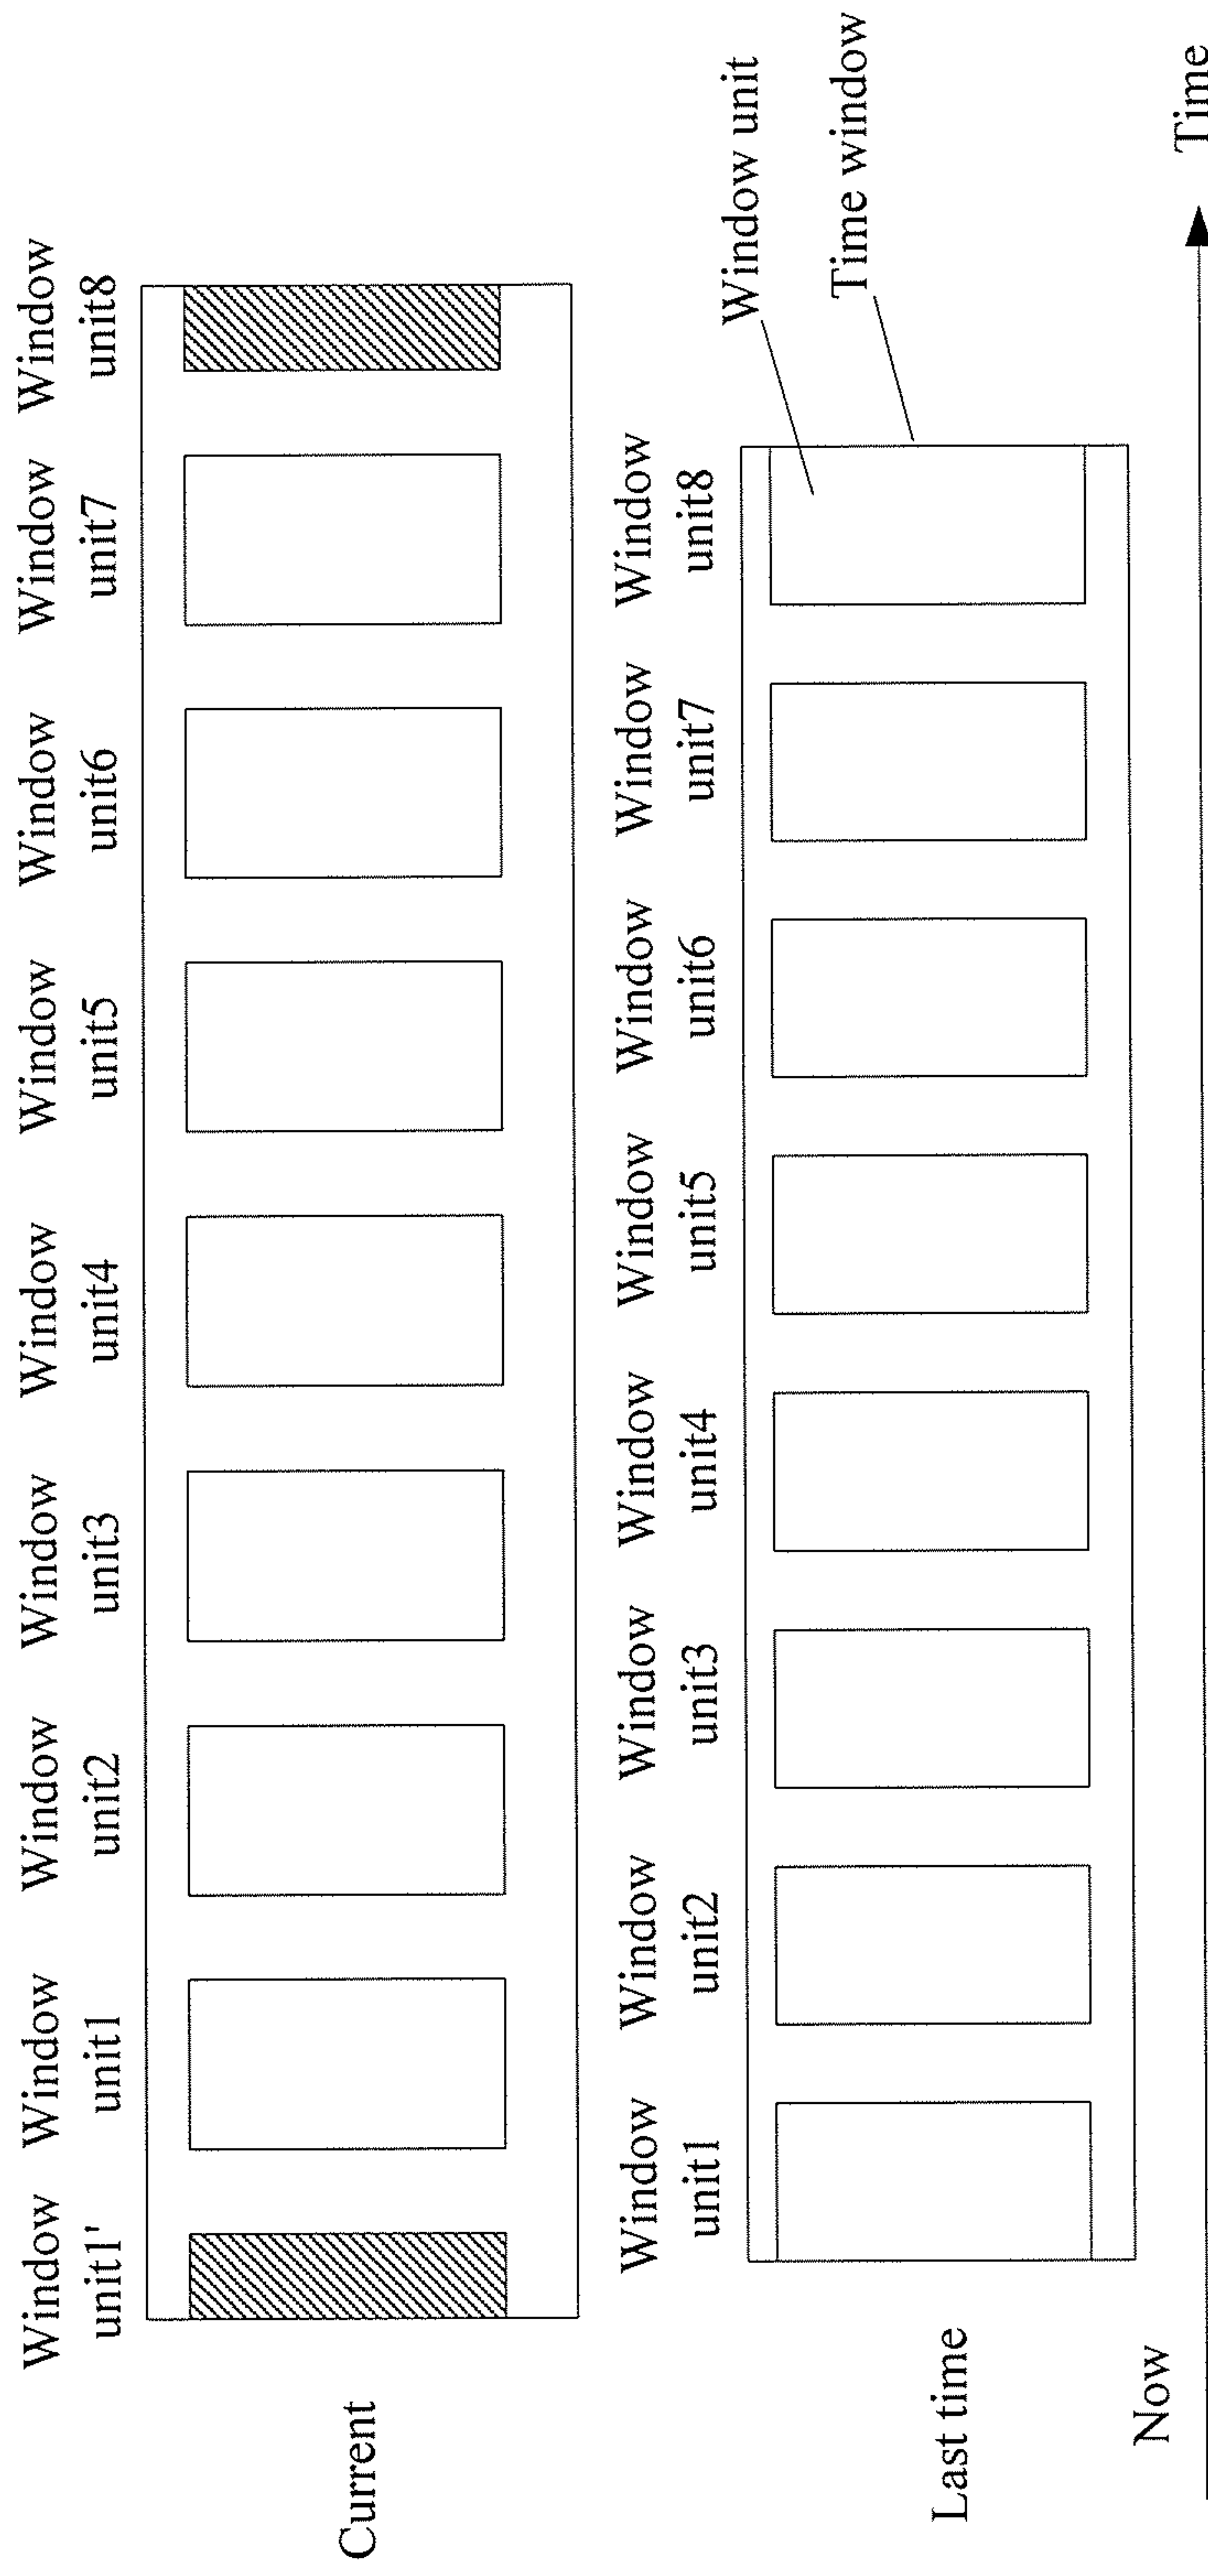 Window
unit1'
Window
unit1
Window
unit2
Window
unit3
Window
unit4
Window
unit5
Window
unit6
Window
unit7
Window
unit8
Current
Window
unit1
Window
unit2
Window
unit3
Window
unit4
Window
unit5
Window
unit6
Window
unit7
Window
unit8
Window unit
Time window
Last time
Now
Time